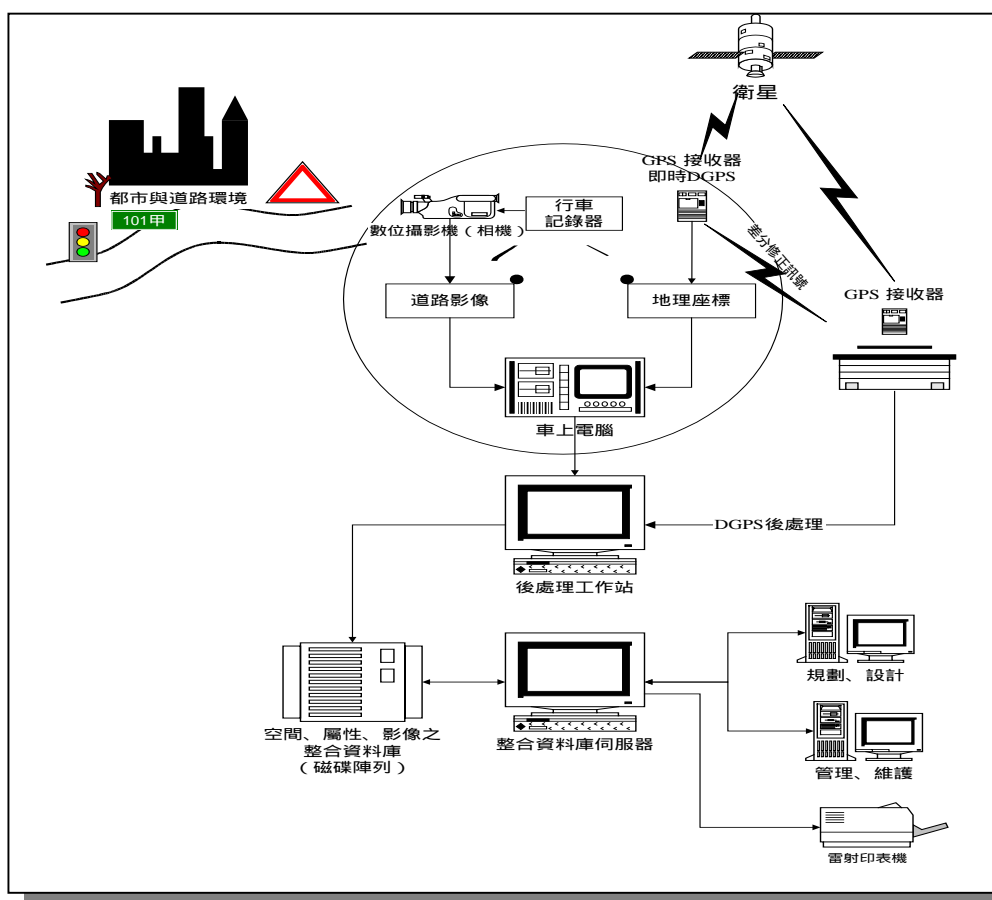 衛星
GPS 接收器
即時DGPS
都市與道路環境
101甲
行車
記錄器
數位攝影機(相機)
差分修正訊號
道路影像
地理座標
GPS 接收器
車上電腦
DGPS後處理
後處理工作站
規劃、設計
空間、屬性、影像之
整合資料庫
(磁碟陣列)
整合資料庫伺服器
管理、維護
雷射印表機